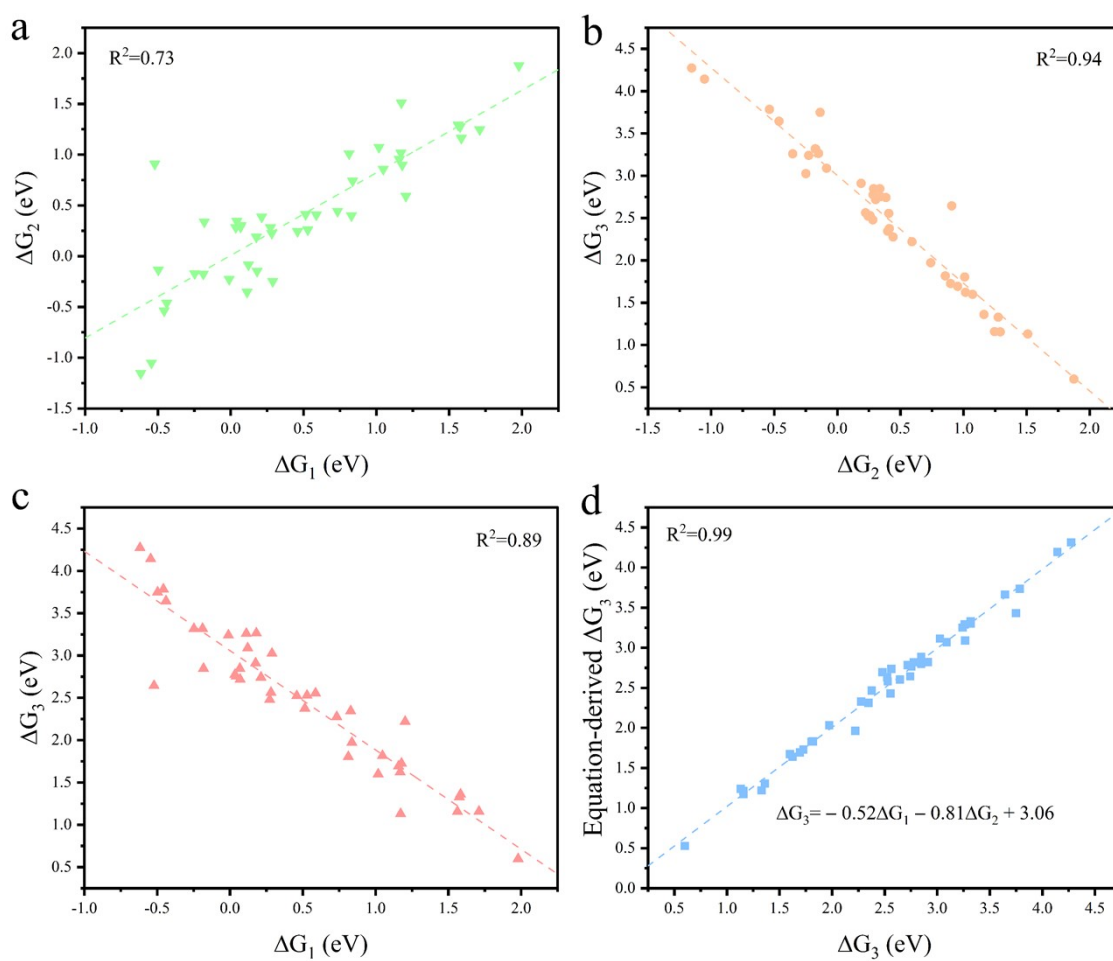 a
R²=0.73
ΔG₂ (eV)
2.0
1.5
1.0
0.5
0.0
-0.5
-1.0
-1.5
-1.0 -0.5 0.0 0.5 1.0 1.5 2.0
ΔG₁ (eV)
b
R²=0.94
ΔG₃ (eV)
4.5
4.0
3.5
3.0
2.5
2.0
1.5
1.0
0.5
-1.5 -1.0 -0.5 0.0 0.5 1.0 1.5 2.0
ΔG₂ (eV)
c
R²=0.89
ΔG₃ (eV)
4.5
4.0
3.5
3.0
2.5
2.0
1.5
1.0
0.5
-1.0 -0.5 0.0 0.5 1.0 1.5 2.0
ΔG₁ (eV)
d
R²=0.99
Equation-derived ΔG₃ (eV)
4.5
4.0
3.5
3.0
2.5
2.0
1.5
1.0
0.5
0.0
ΔG₃= − 0.52ΔG₁ − 0.81ΔG₂ + 3.06
0.5 1.0 1.5 2.0 2.5 3.0 3.5 4.0 4.5
ΔG₃ (eV)